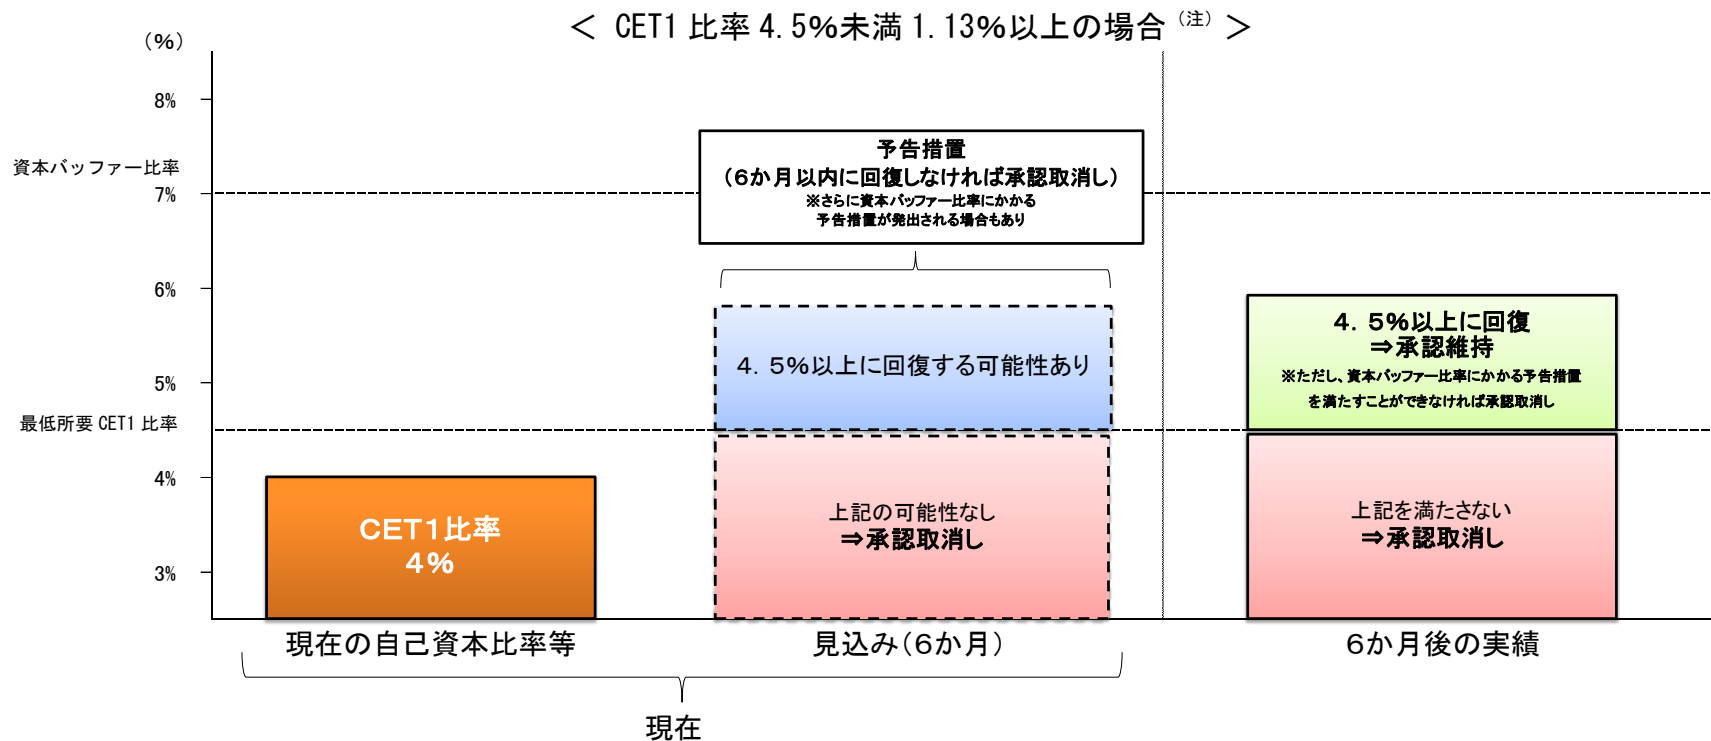 ＜ CET1 比率 4.5%未満 1.13%以上の場合（注）＞
（%）
8%
資本バッファー比率
7%
6%
5%
最低所要 CET1 比率
4%
3%
予告措置
（６か月以内に回復しなければ承認取消し）
※さらに資本バッファー比率にかかる
予告措置が発出される場合もあり
４．５％以上に回復する可能性あり
上記の可能性なし
⇒承認取消し
４．５％以上に回復
⇒承認維持
※ただし、資本バッファー比率にかかる予告措置
を満たすことができなければ承認取消し
上記を満たさない
⇒承認取消し
ＣＥＴ１比率
４％
現在の自己資本比率等
見込み（６か月）
６か月後の実績
現在